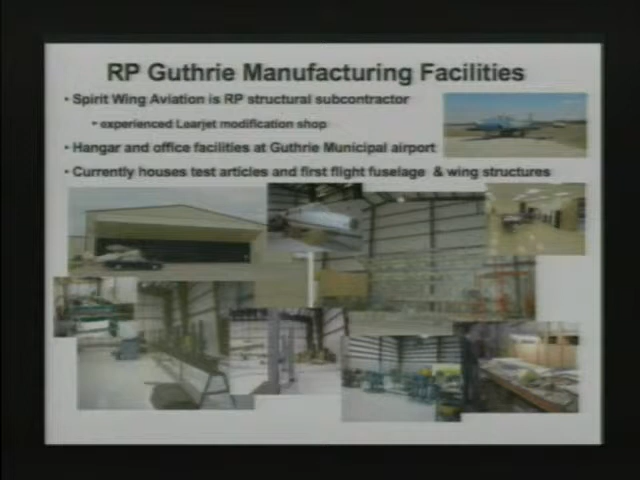 RP Guthrie Manufacturing Facilities
• Spirit Wing Aviation is RP structural subcontractor
• experienced Learjet modification shop
• Hangar and office facilities at Guthrie Municipal airport
• Currently houses test articles and first flight fuselage & wing structures